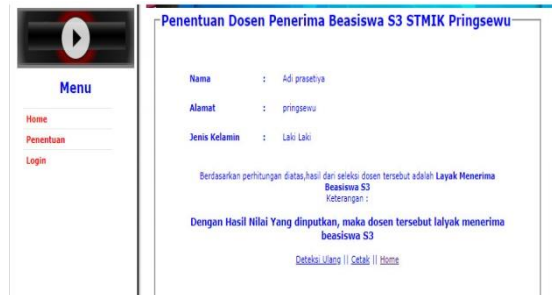 Penentuan Dosen Penerima Beasiswa S3 STMIK Pringsewu
Menu
Home
Penentuan
Login
Nama : Adi prasetya
Alamat : pringsewu
Jenis Kelamin : Laki Laki
Berdasarkan perhitungan diatas,hasil dari seleksi dosen tersebut adalah Layak Menerima
Beasiswa S3
Keterangan :
Dengan Hasil Nilai Yang dinputkan, maka dosen tersebut lalyak menerima
beasiswa S3
Deteksi Ulang || Cetak || Home